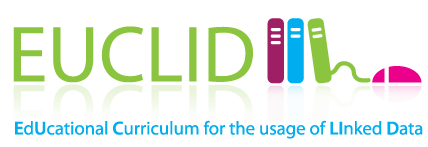 EUCLID
EdUcational Curriculum for the usage of LInked Data